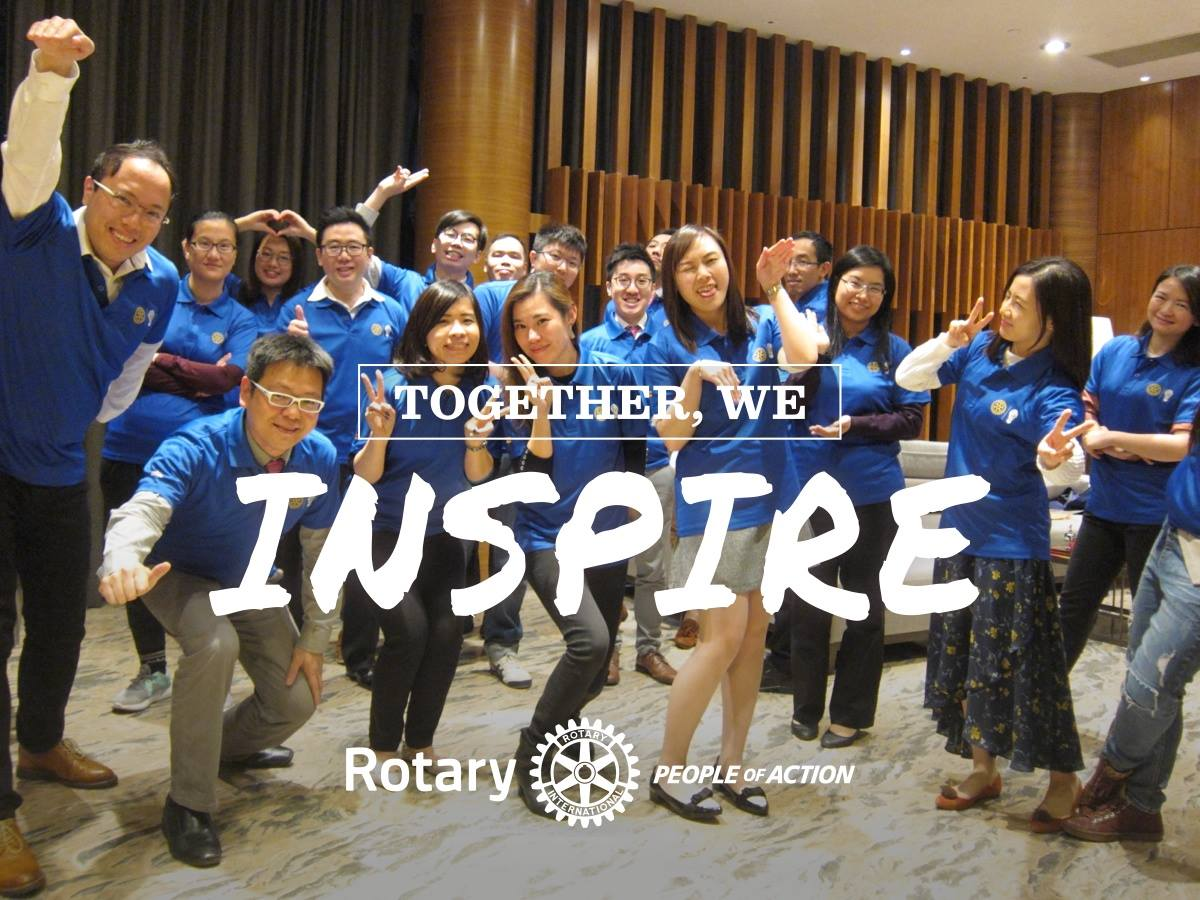 TOGETHER, WE
INSPIRE
Rotary
ROTARY
INTERNATIONAL
PEOPLE OF ACTION